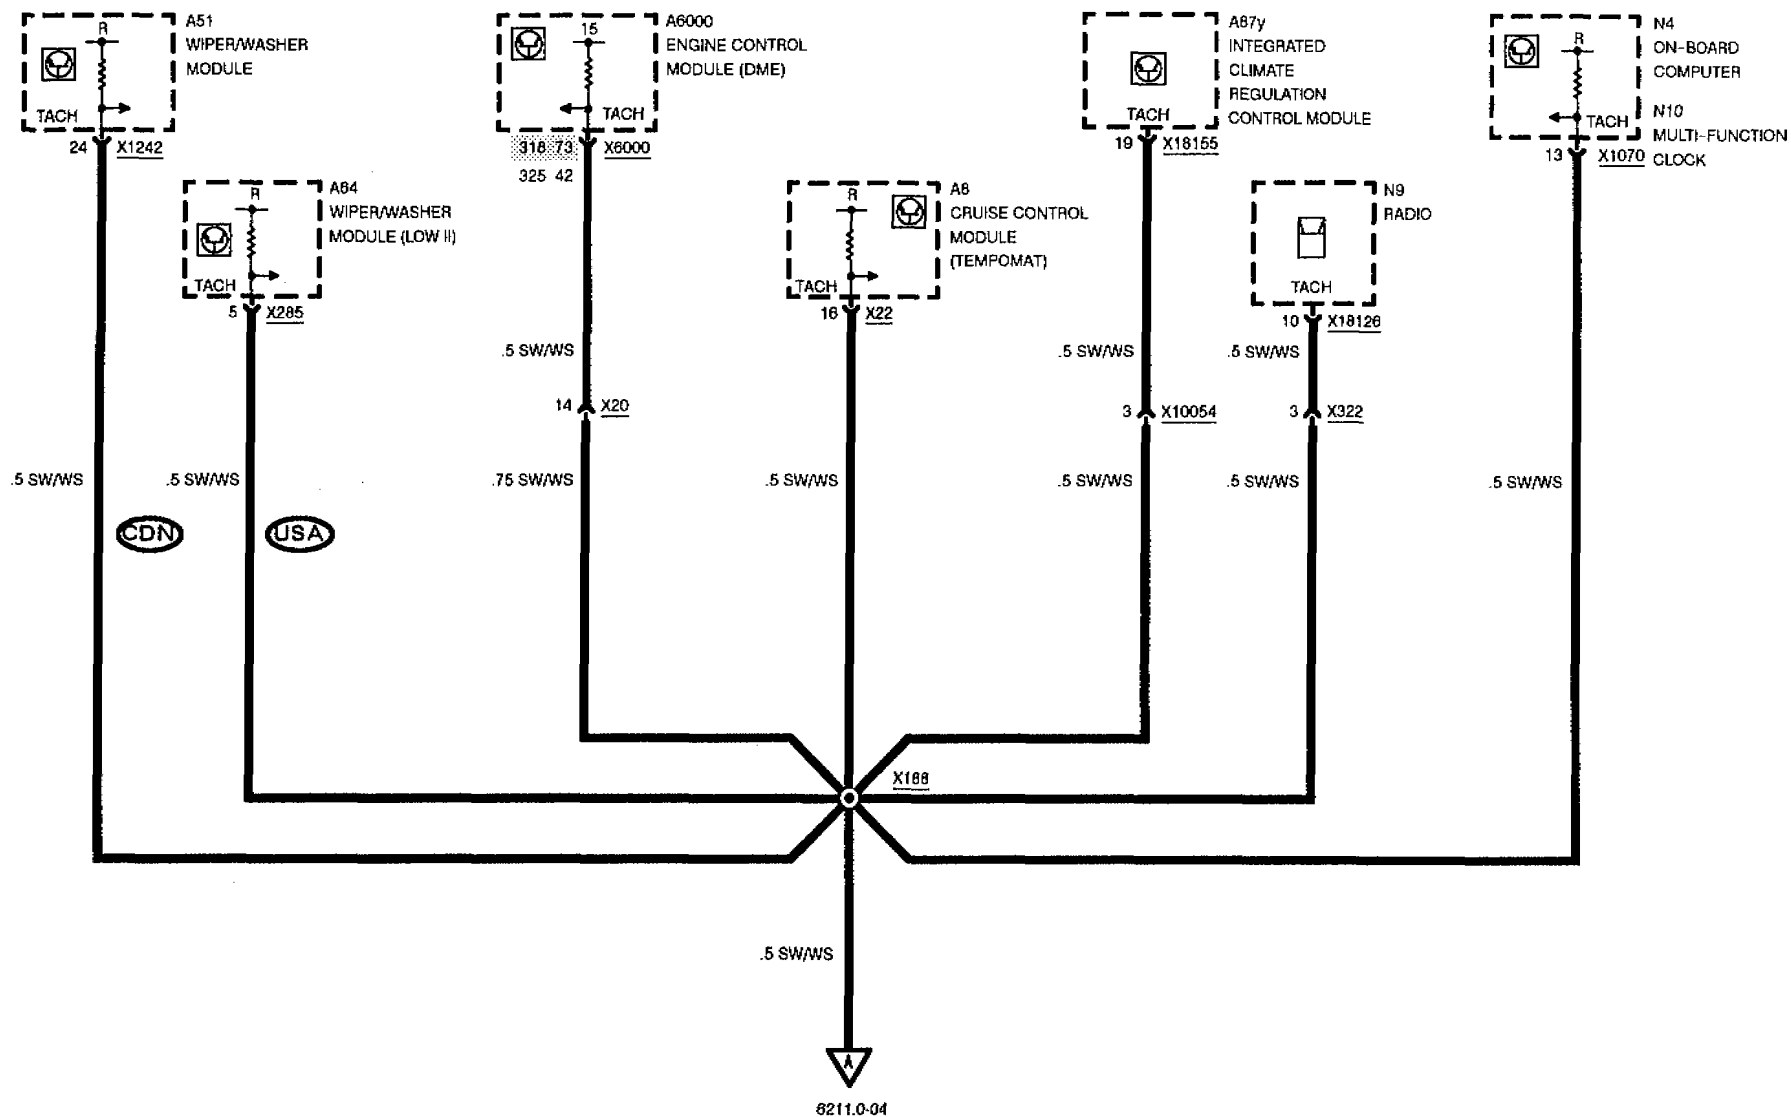 R
A51
WIPER/WASHER
MODULE
TACH
24 X1242
15
A6000
ENGINE CONTROL
MODULE (DME)
TACH
318 73 X6000
325 42
A67y
INTEGRATED
CLIMATE
REGULATION
CONTROL MODULE
TACH
19 X18155
R
N4
ON-BOARD
COMPUTER
N10
MULTI-FUNCTION
CLOCK
TACH
13 X1070
R
A64
WIPER/WASHER
MODULE (LOW II)
TACH
5 X285
R
A8
CRUISE CONTROL
MODULE
(TEMPOMAT)
TACH
16 X22
N9
RADIO
TACH
10 X18126
.5 SW/WS
.5 SW/WS
.5 SW/WS
14 X20
3 X10054
3 X322
.5 SW/WS
.5 SW/WS
.75 SW/WS
.5 SW/WS
.5 SW/WS
.5 SW/WS
.5 SW/WS
CDN
USA
X166
.5 SW/WS
A
6211.0-04